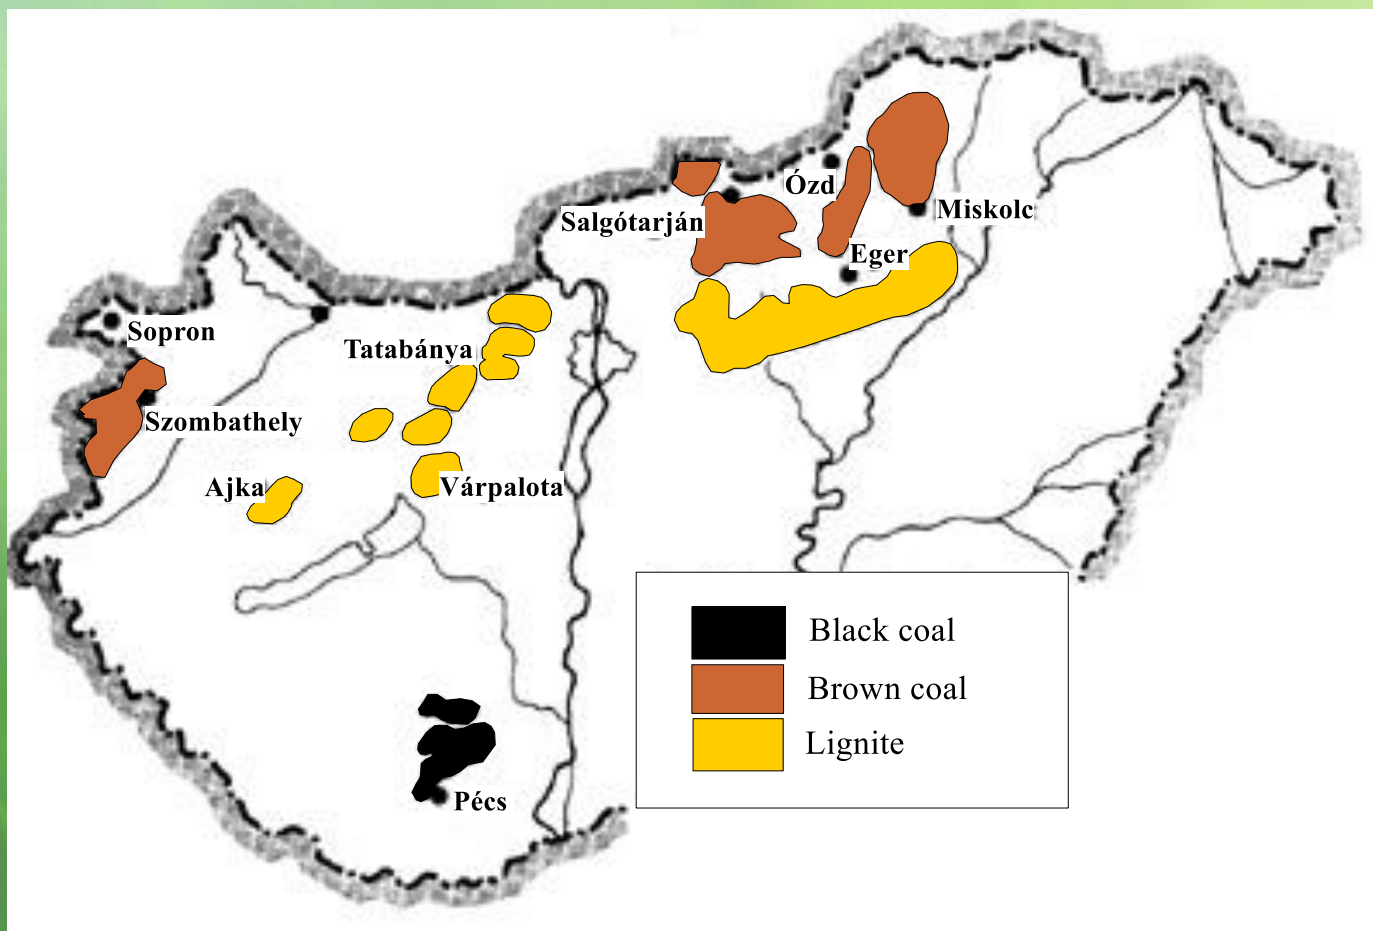 Ózd
Salgótarján
Miskolc
Eger
Sopron
Tatabánya
Szombathely
Ajka
Várpalota
Pécs
Black coal
Brown coal
Lignite